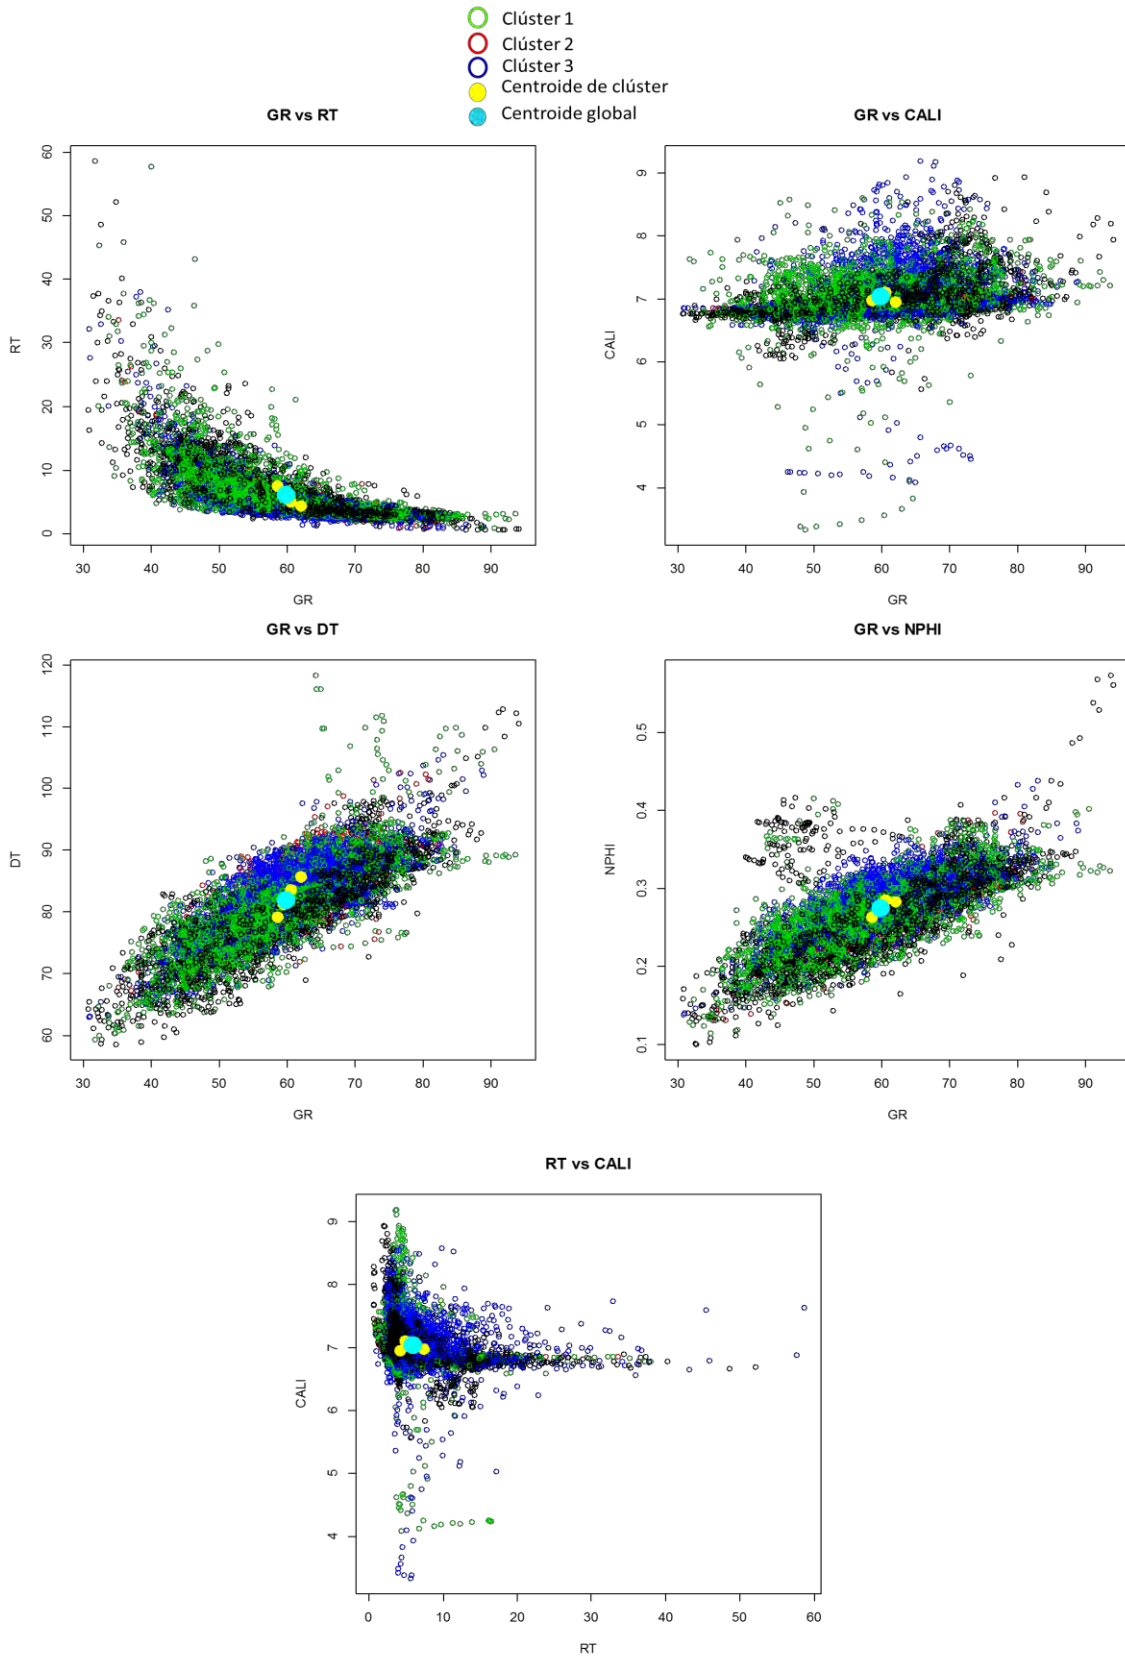 Clúster 1
Clúster 2
Clúster 3
Centroide de clúster
Centroide global
GR vs RT
GR vs CALI
60
50
40
30
20
10
0
RT
30 40 50 60 70 80 90
GR
9
8
7
6
5
4
CALI
30 40 50 60 70 80 90
GR
GR vs DT
GR vs NPHI
120
110
100
90
80
70
60
DT
30 40 50 60 70 80 90
GR
0.5
0.4
0.3
0.2
0.1
NPHI
30 40 50 60 70 80 90
GR
RT vs CALI
9
8
7
6
5
4
CALI
0 10 20 30 40 50 60
RT